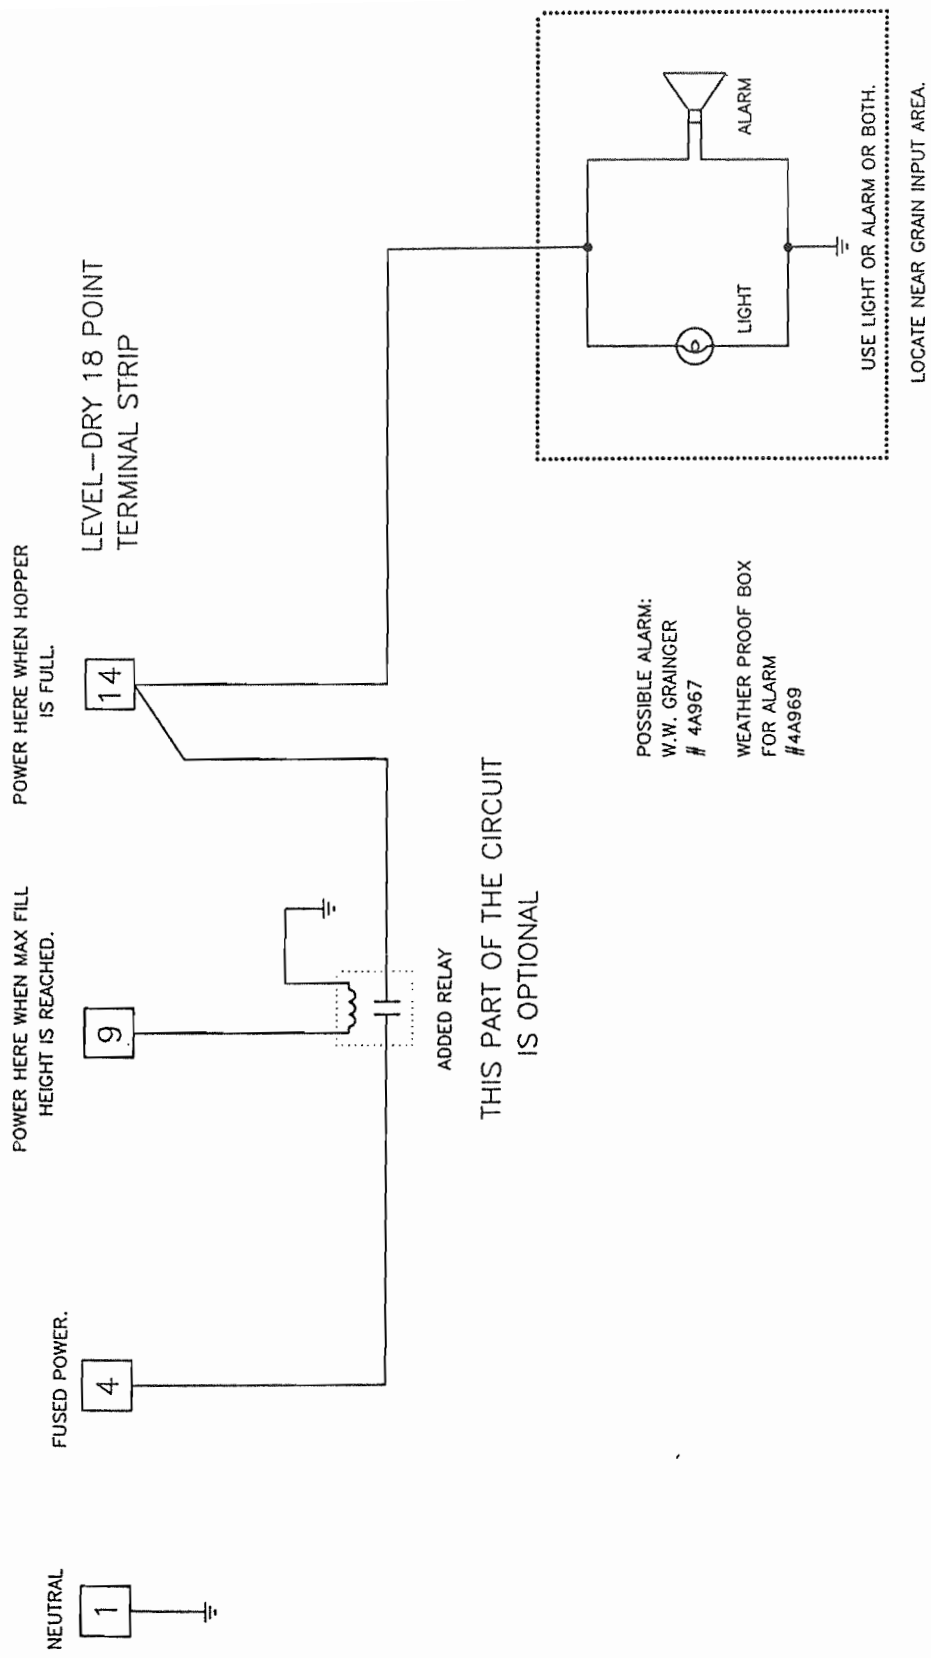 NEUTRAL
1
FUSED POWER.
4
POWER HERE WHEN MAX FILL
HEIGHT IS REACHED.
9
POWER HERE WHEN HOPPER
IS FULL.
14
LEVEL-DRY 18 POINT
TERMINAL STRIP
ADDED RELAY
THIS PART OF THE CIRCUIT
IS OPTIONAL
POSSIBLE ALARM:
W.W. GRAINGER
# 4A967
WEATHER PROOF BOX
FOR ALARM
#4A969
LIGHT
ALARM
USE LIGHT OR ALARM OR BOTH.
LOCATE NEAR GRAIN INPUT AREA.